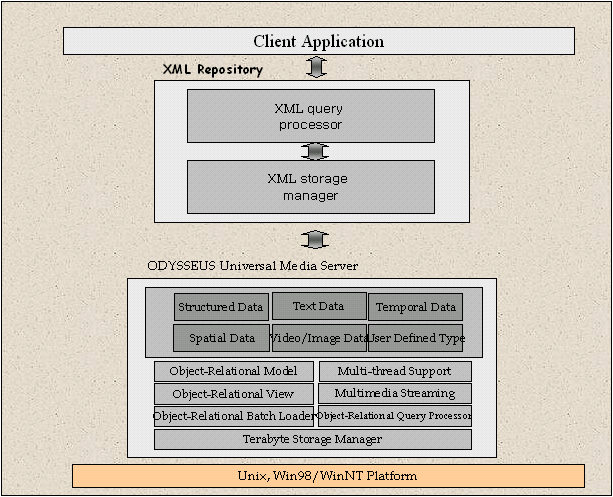 Client Application
XML Repository
XML query
processor
XML storage
manager
ODYSSEUS Universal Media Server
Structured Data
Text Data
Temporal Data
Spatial Data
Video/Image Data
User Defined Type
Object-Relational Model
Multi-thread Support
Object-Relational View
Multimedia Streaming
Object-Relational Batch Loader
Object-Relational Query Processor
Terabyte Storage Manager
Unix, Win98/WinNT Platform